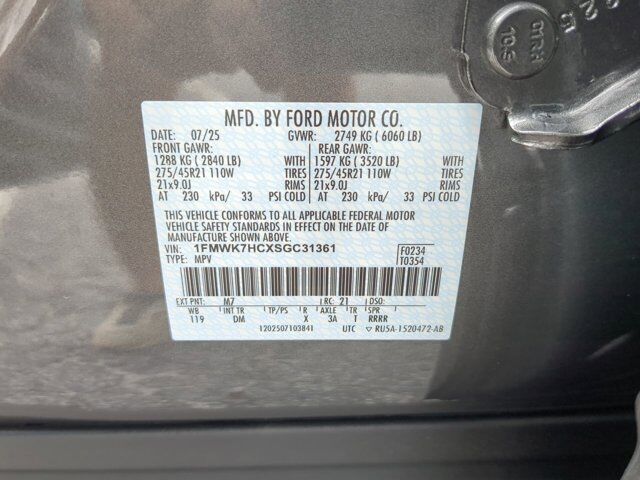 MFD. BY FORD MOTOR CO.
DATE: 07/25 GVWR: 2749 KG ( 6060 LB)
FRONT GAWR: REAR GAWR:
1288 KG ( 2840 LB) WITH 1597 KG ( 3520 LB) WITH
275/45R21 110W TIRES 275/45R21 110W TIRES
21x9.0J RIMS 21x9.0J RIMS
AT 230 kPa/ 33 PSI COLD AT 230 kPa/ 33 PSI COLD
THIS VEHICLE CONFORMS TO ALL APPLICABLE FEDERAL MOTOR
VEHICLE SAFETY STANDARDS IN EFFECT ON THE DATE OF
MANUFACTURE SHOWN ABOVE.
VIN: 1FMWK7HCXSGC31361 F0234
TYPE: MPV T0354
EXT PNT: M7 RC: 21 DSO:
WB INT TR TP/PS R AXLE TR SPR
119 DM X 3A T RRRR
1202507103841 UTC RU5A-1520472-AB
MTRH
10.3